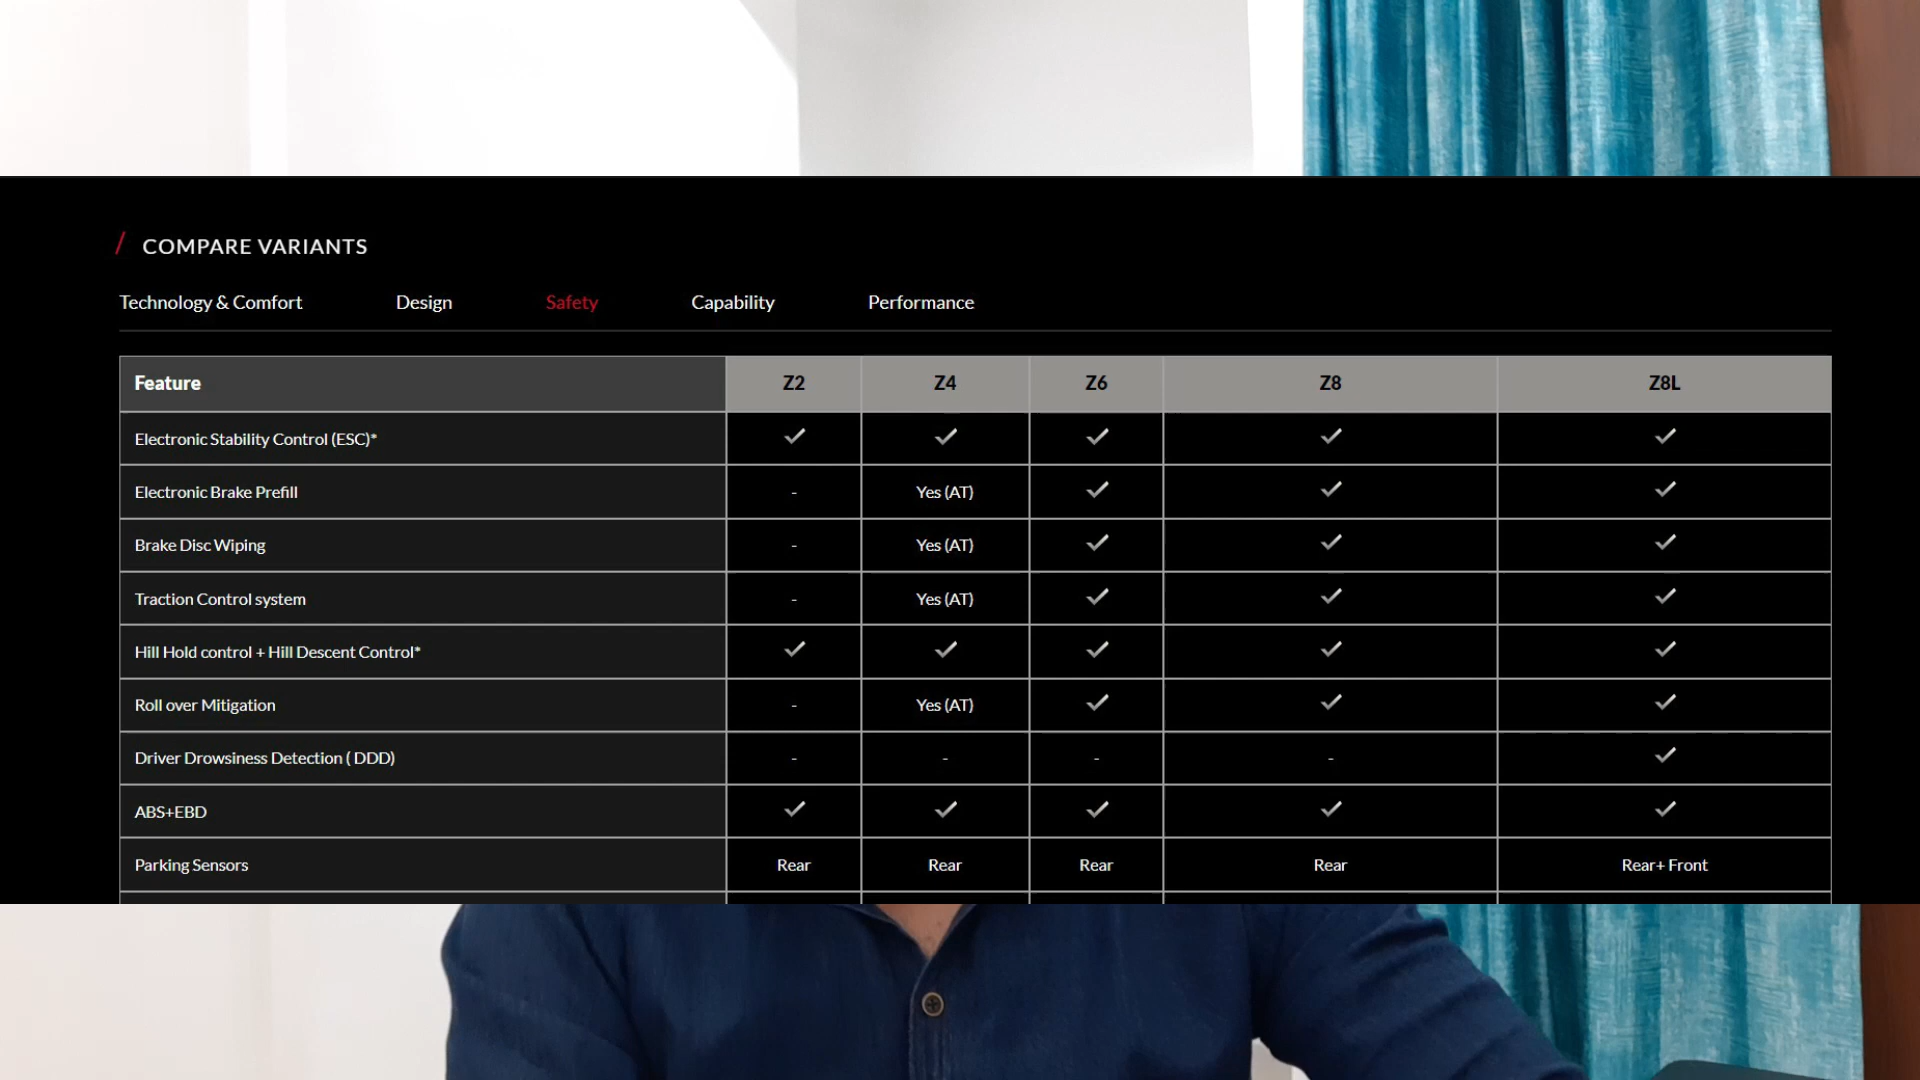 / COMPARE VARIANTS
Technology & Comfort Design Safety Capability Performance
Feature Z2 Z4 Z6 Z8 Z8L
Electronic Stability Control (ESC)* ✓ ✓ ✓ ✓ ✓
Electronic Brake Prefill - Yes (AT) ✓ ✓ ✓
Brake Disc Wiping - Yes (AT) ✓ ✓ ✓
Traction Control system - Yes (AT) ✓ ✓ ✓
Hill Hold control + Hill Descent Control* ✓ ✓ ✓ ✓ ✓
Roll over Mitigation - Yes (AT) ✓ ✓ ✓
Driver Drowsiness Detection ( DDD) - - - - ✓
ABS+EBD ✓ ✓ ✓ ✓ ✓
Parking Sensors Rear Rear Rear Rear Rear+ Front